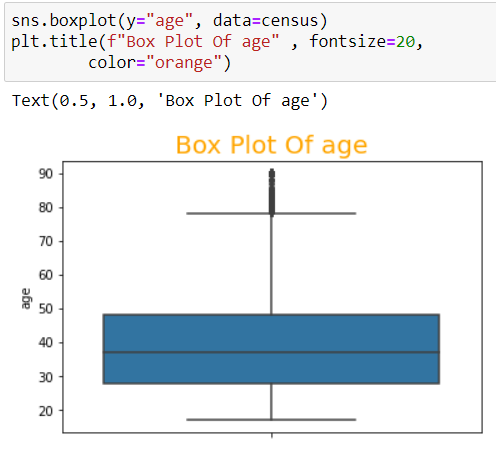 sns.boxplot(y="age", data=census)
plt.title(f"Box Plot Of age" , fontsize=20,
        color="orange")
Text(0.5, 1.0, 'Box Plot Of age')
Box Plot Of age
90
80
70
60
50
40
30
20
age